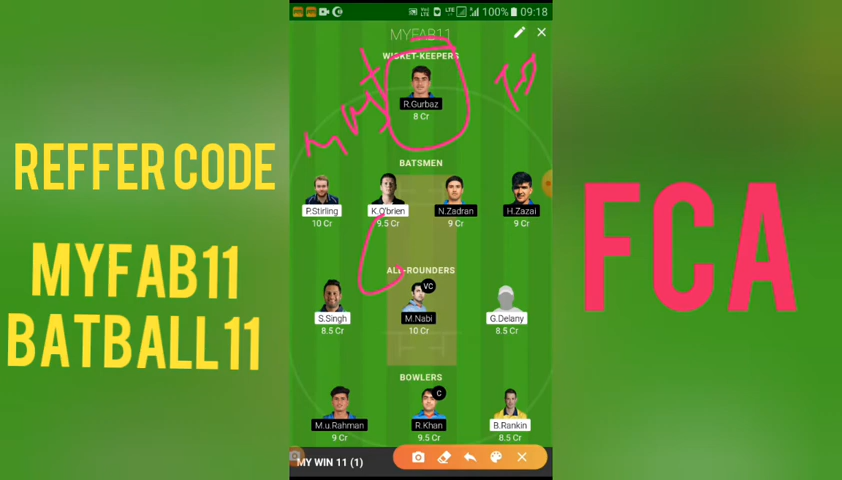 VoLTE LTE 100% 09:18
MYFAB11
WICKET-KEEPERS
R.Gurbaz
8 Cr
BATSMEN
P.Stirling K.O'brien N.Zadran H.Zazai
10 Cr 9.5 Cr 9 Cr 9 Cr
ALL-ROUNDERS
VC
S.Singh M.Nabi G.Delany
8.5 Cr 10 Cr 8.5 Cr
BOWLERS
C
M.u.Rahman R.Khan B.Rankin
9 Cr 9.5 Cr 8.5 Cr
MY WIN 11 (1)
REFFER CODE
MYFAB11
BATBALL11
FCA